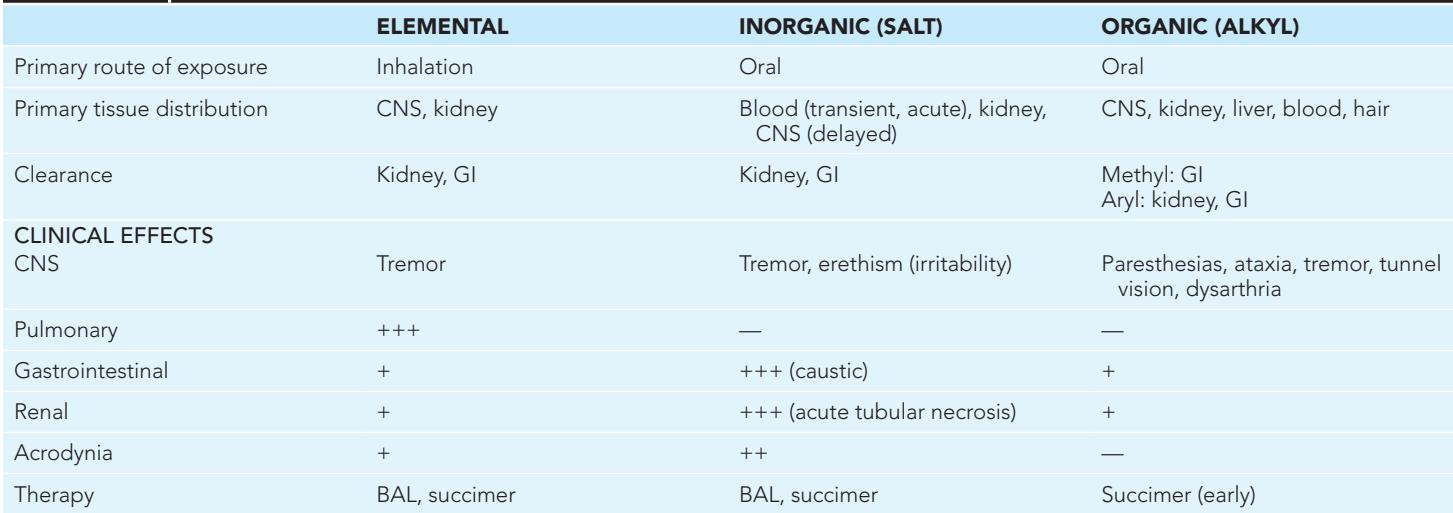 ELEMENTAL INORGANIC (SALT) ORGANIC (ALKYL)
Primary route of exposure Inhalation Oral Oral
Primary tissue distribution CNS, kidney Blood (transient, acute), kidney, CNS, kidney, liver, blood, hair
CNS (delayed)
Clearance Kidney, GI Kidney, GI Methyl: GI
Aryl: kidney, GI
CLINICAL EFFECTS
CNS Tremor Tremor, erethism (irritability) Paresthesias, ataxia, tremor, tunnel
vision, dysarthria
Pulmonary +++ — —
Gastrointestinal + +++ (caustic) +
Renal + +++ (acute tubular necrosis) +
Acrodynia + ++ —
Therapy BAL, succimer BAL, succimer Succimer (early)